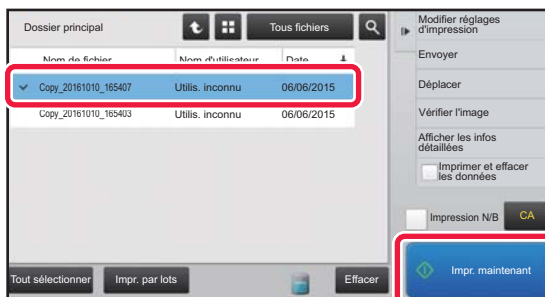 Dossier principal
Tous fichiers
Nom de fichier Nom d'utilisateur Date
Copy_20161010_165407 Utilis. inconnu 06/06/2015
Copy_20161010_165403 Utilis. inconnu 06/06/2015
Tout sélectionner
Impr. par lots
Effacer
Modifier réglages
d'impression
Envoyer
Déplacer
Vérifier l'image
Afficher les infos
détaillées
Imprimer et effacer
les données
Impression N/B
CA
Impr. maintenant